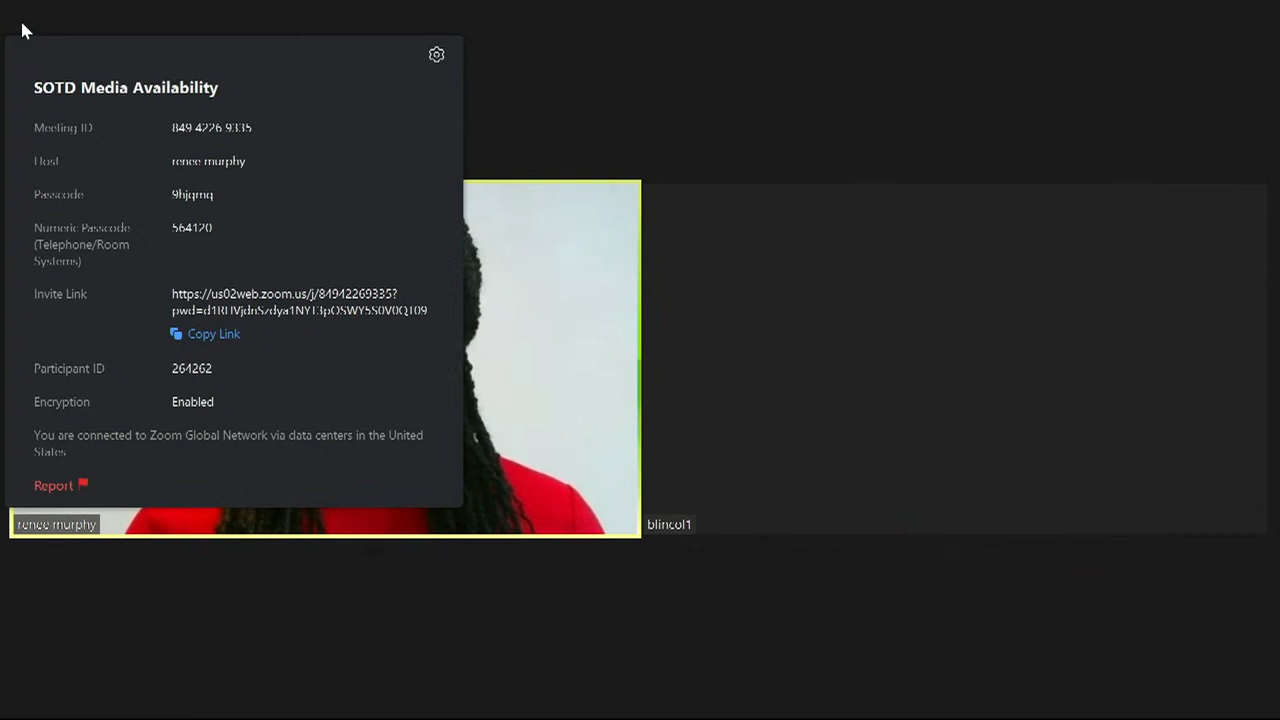 SOTD Media Availability
Meeting ID 849 4226 9335
Host renee murphy
Passcode 9hjqmq
Numeric Passcode 564120
(Telephone/Room
Systems)
Invite Link https://us02web.zoom.us/j/84942269335?
Copy Link
Participant ID 264262
Encryption Enabled
You are connected to Zoom Global Network via data centers in the United
States
Report
renee murphy
blincol1